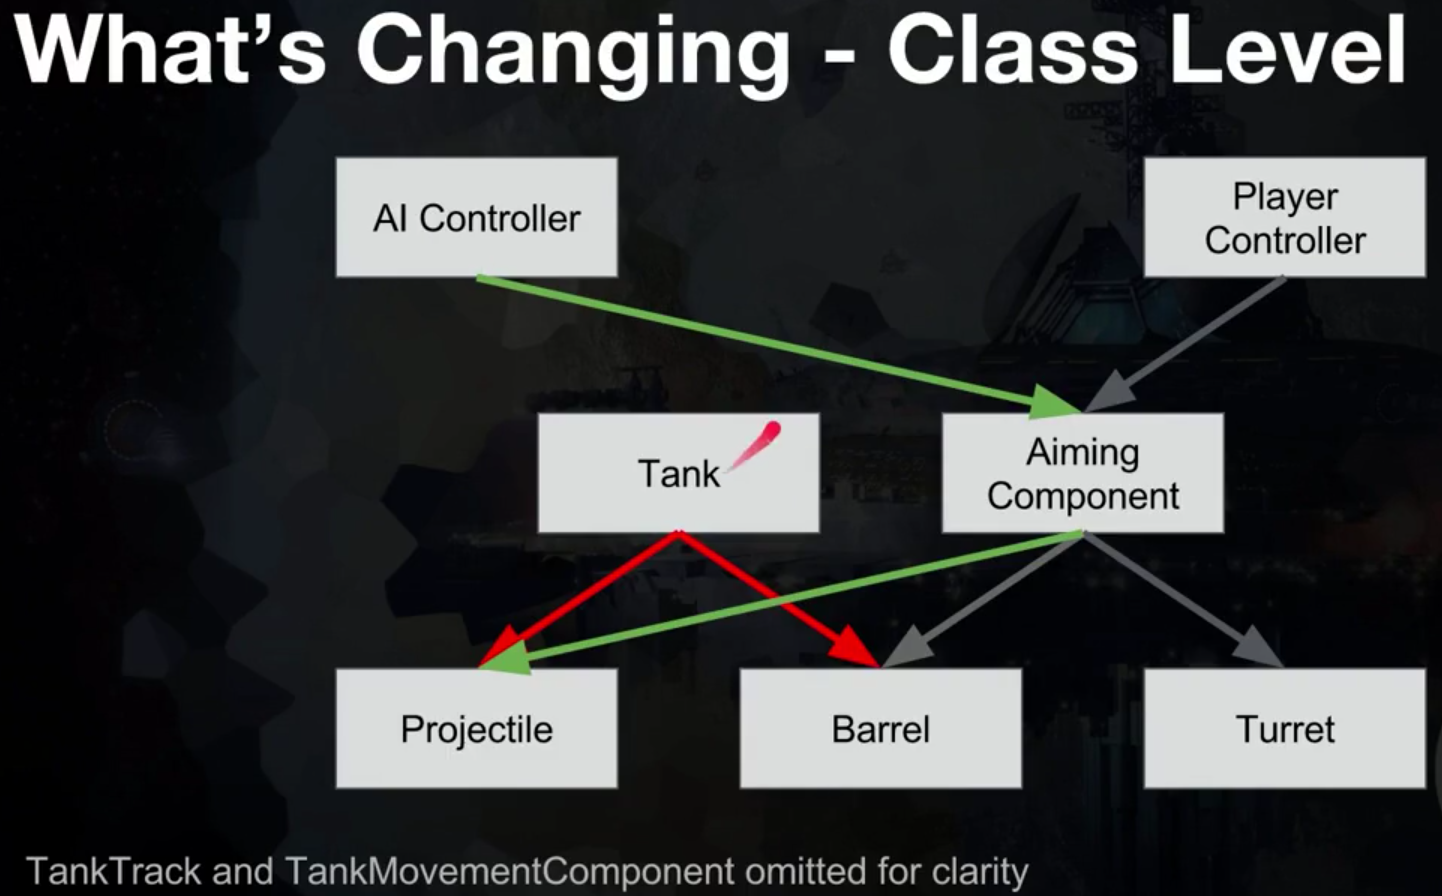 What's Changing - Class Level
AI Controller
Player
Controller
Tank
Aiming
Component
Projectile
Barrel
Turret
TankTrack and TankMovementComponent omitted for clarity